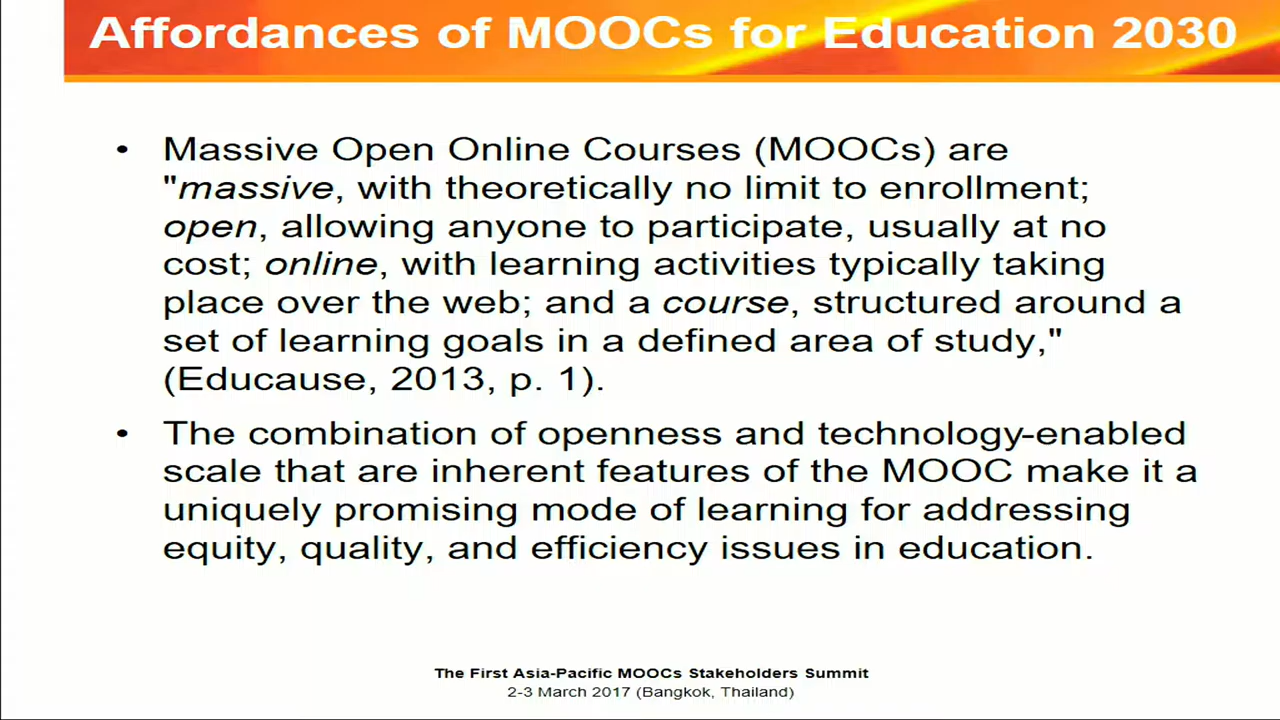 Affordances of MOOCs for Education 2030
• Massive Open Online Courses (MOOCs) are
"massive, with theoretically no limit to enrollment;
open, allowing anyone to participate, usually at no
cost; online, with learning activities typically taking
place over the web; and a course, structured around a
set of learning goals in a defined area of study,"
(Educause, 2013, p. 1).
• The combination of openness and technology-enabled
scale that are inherent features of the MOOC make it a
uniquely promising mode of learning for addressing
equity, quality, and efficiency issues in education.
The First Asia-Pacific MOOCs Stakeholders Summit
2-3 March 2017 (Bangkok, Thailand)